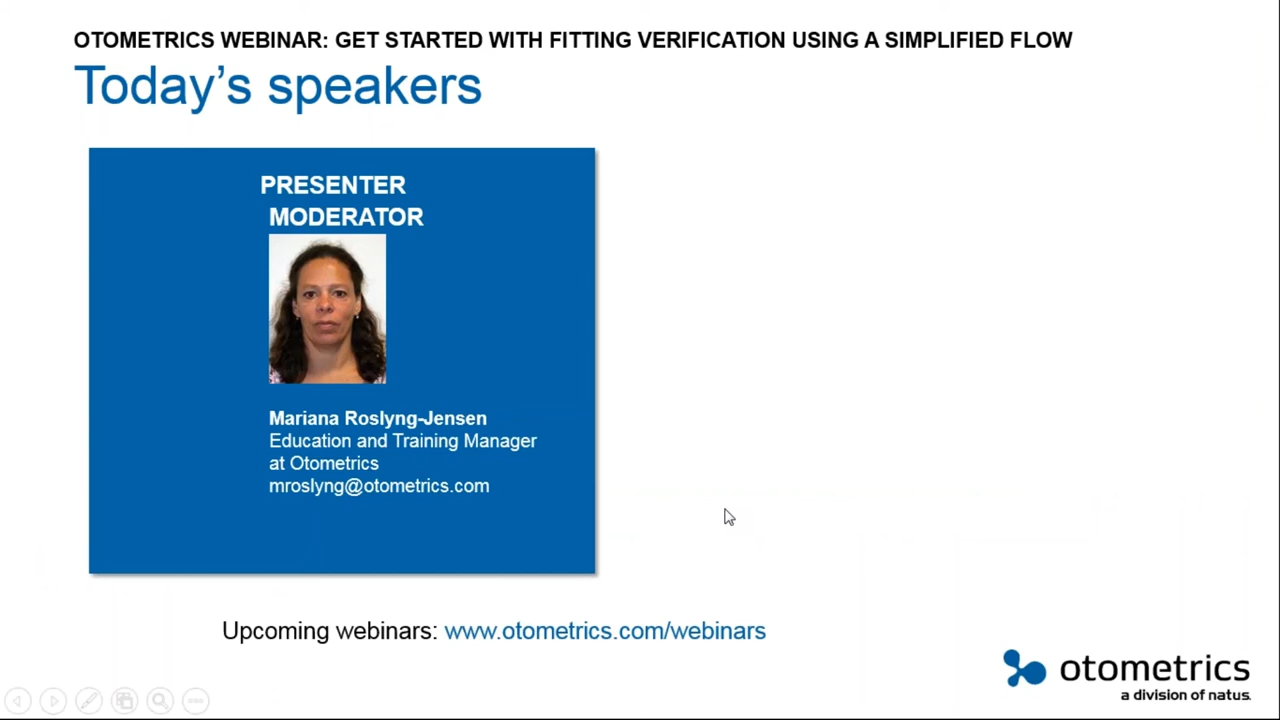 OTOMETRICS WEBINAR: GET STARTED WITH FITTING VERIFICATION USING A SIMPLIFIED FLOW
Today’s speakers
PRESENTER
MODERATOR
Mariana Roslyng-Jensen
Education and Training Manager
at Otometrics
mroslyng@otometrics.com
Upcoming webinars: www.otometrics.com/webinars
otometrics
a division of natus.